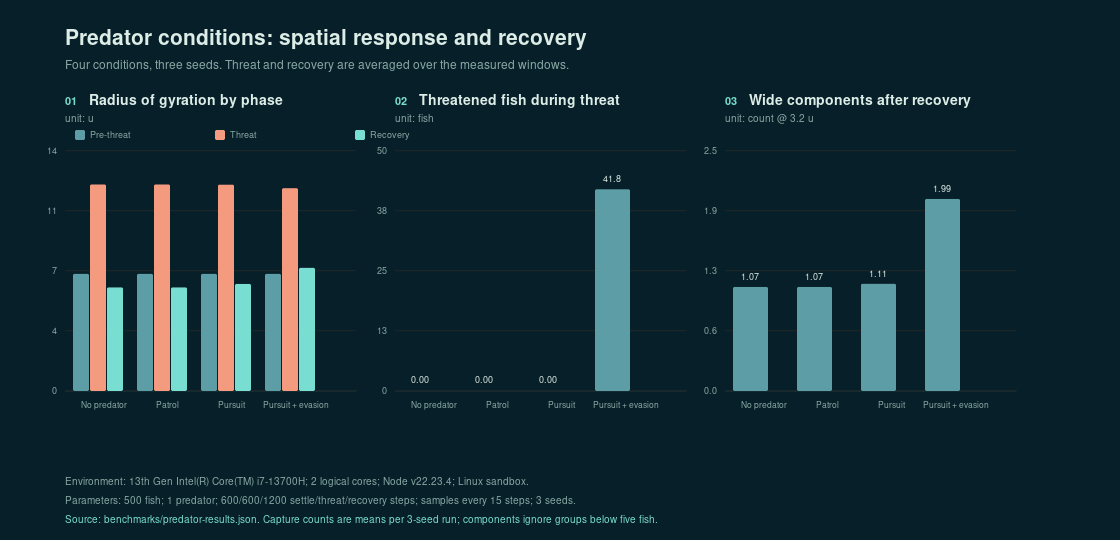 Predator conditions: spatial response and recovery
Four conditions, three seeds. Threat and recovery are averaged over the measured windows.
01 Radius of gyration by phase
unit: u
Pre-threat Threat Recovery
14
11
7
4
0
No predator Patrol Pursuit Pursuit + evasion
02 Threatened fish during threat
unit: fish
50
38
25
13
0
0.00 0.00 0.00 41.8
No predator Patrol Pursuit Pursuit + evasion
03 Wide components after recovery
unit: count @ 3.2 u
2.5
1.9
1.3
0.6
0.0
1.07 1.07 1.11 1.99
No predator Patrol Pursuit Pursuit + evasion
Environment: 13th Gen Intel(R) Core(TM) i7-13700H; 2 logical cores; Node v22.23.4; Linux sandbox.
Parameters: 500 fish; 1 predator; 600/600/1200 settle/threat/recovery steps; samples every 15 steps; 3 seeds.
Source: benchmarks/predator-results.json. Capture counts are means per 3-seed run; components ignore groups below five fish.